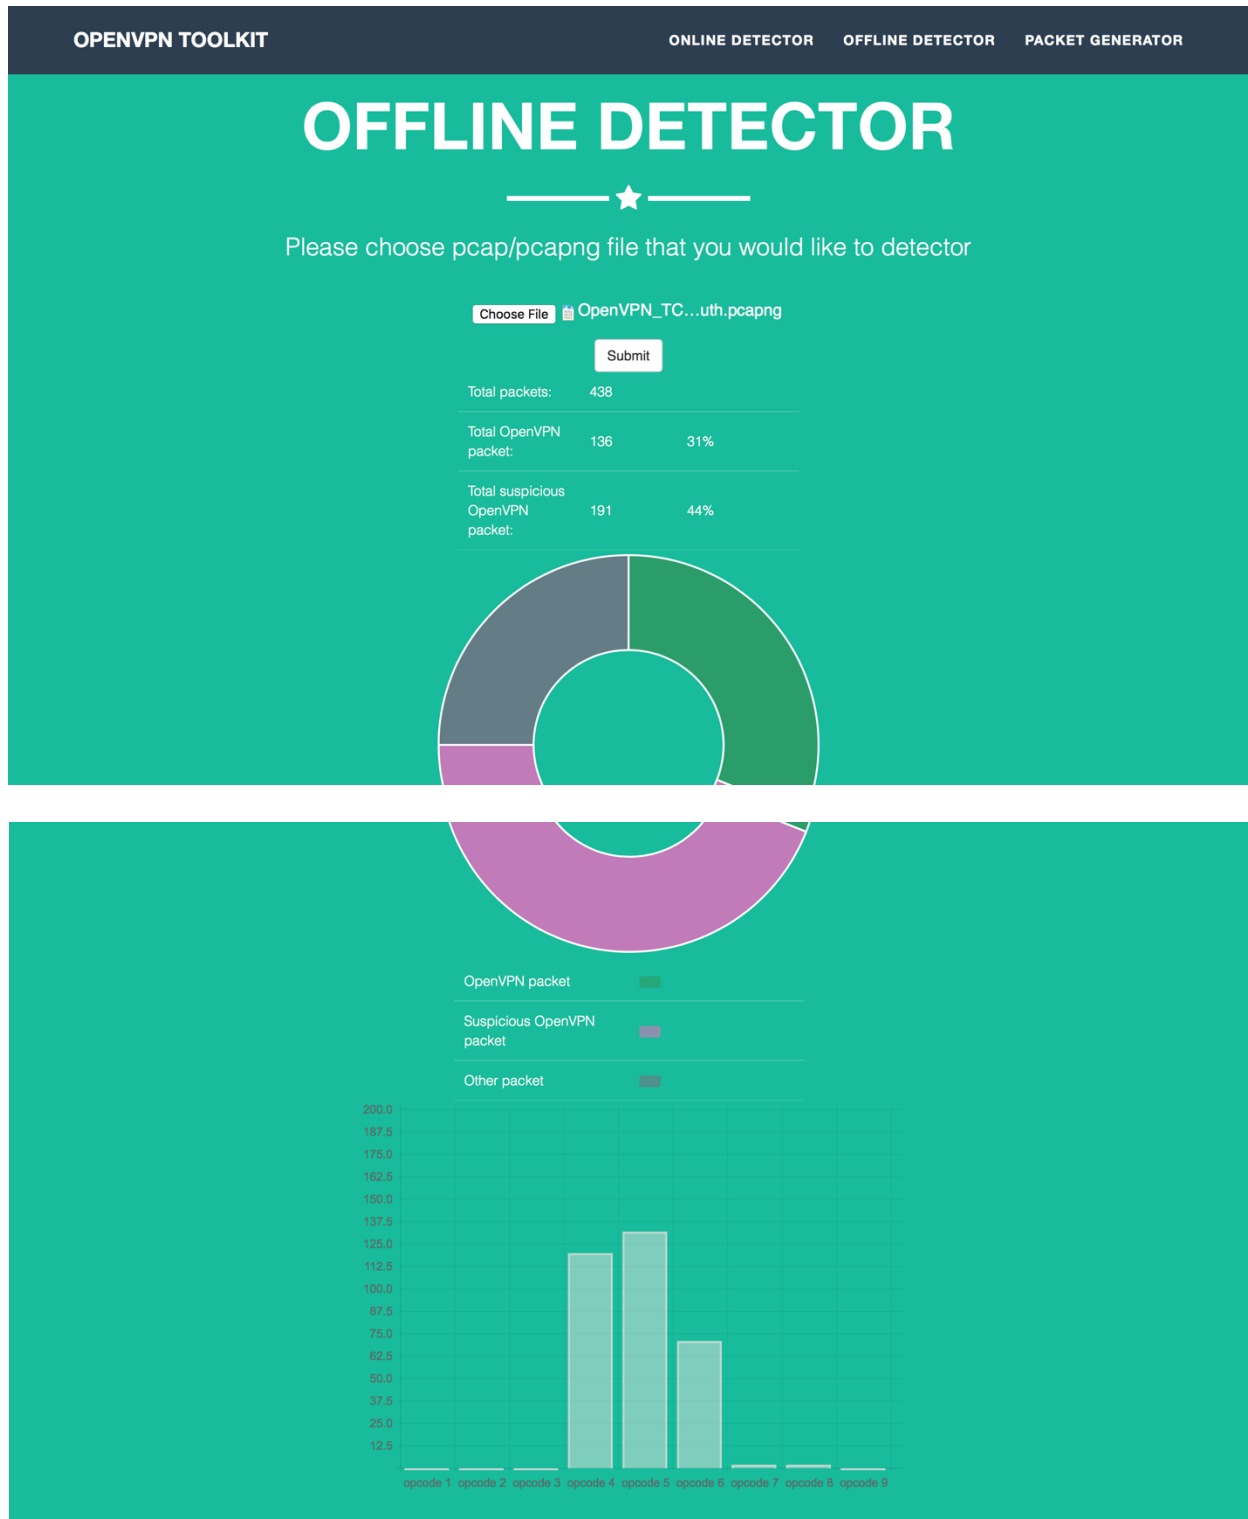 OPENVPN TOOLKIT
ONLINE DETECTOR OFFLINE DETECTOR PACKET GENERATOR
OFFLINE DETECTOR
Please choose pcap/pcapng file that you would like to detector
Choose File OpenVPN_TC...uth.pcapng
Submit
Total packets: 438
Total OpenVPN
packet: 136 31%
Total suspicious
OpenVPN 191 44%
packet:
OpenVPN packet
Suspicious OpenVPN
packet
Other packet
200.0
187.5
175.0
162.5
150.0
137.5
125.0
112.5
100.0
87.5
75.0
62.5
50.0
37.5
25.0
12.5
opcode 1 opcode 2 opcode 3 opcode 4 opcode 5 opcode 6 opcode 7 opcode 8 opcode 9